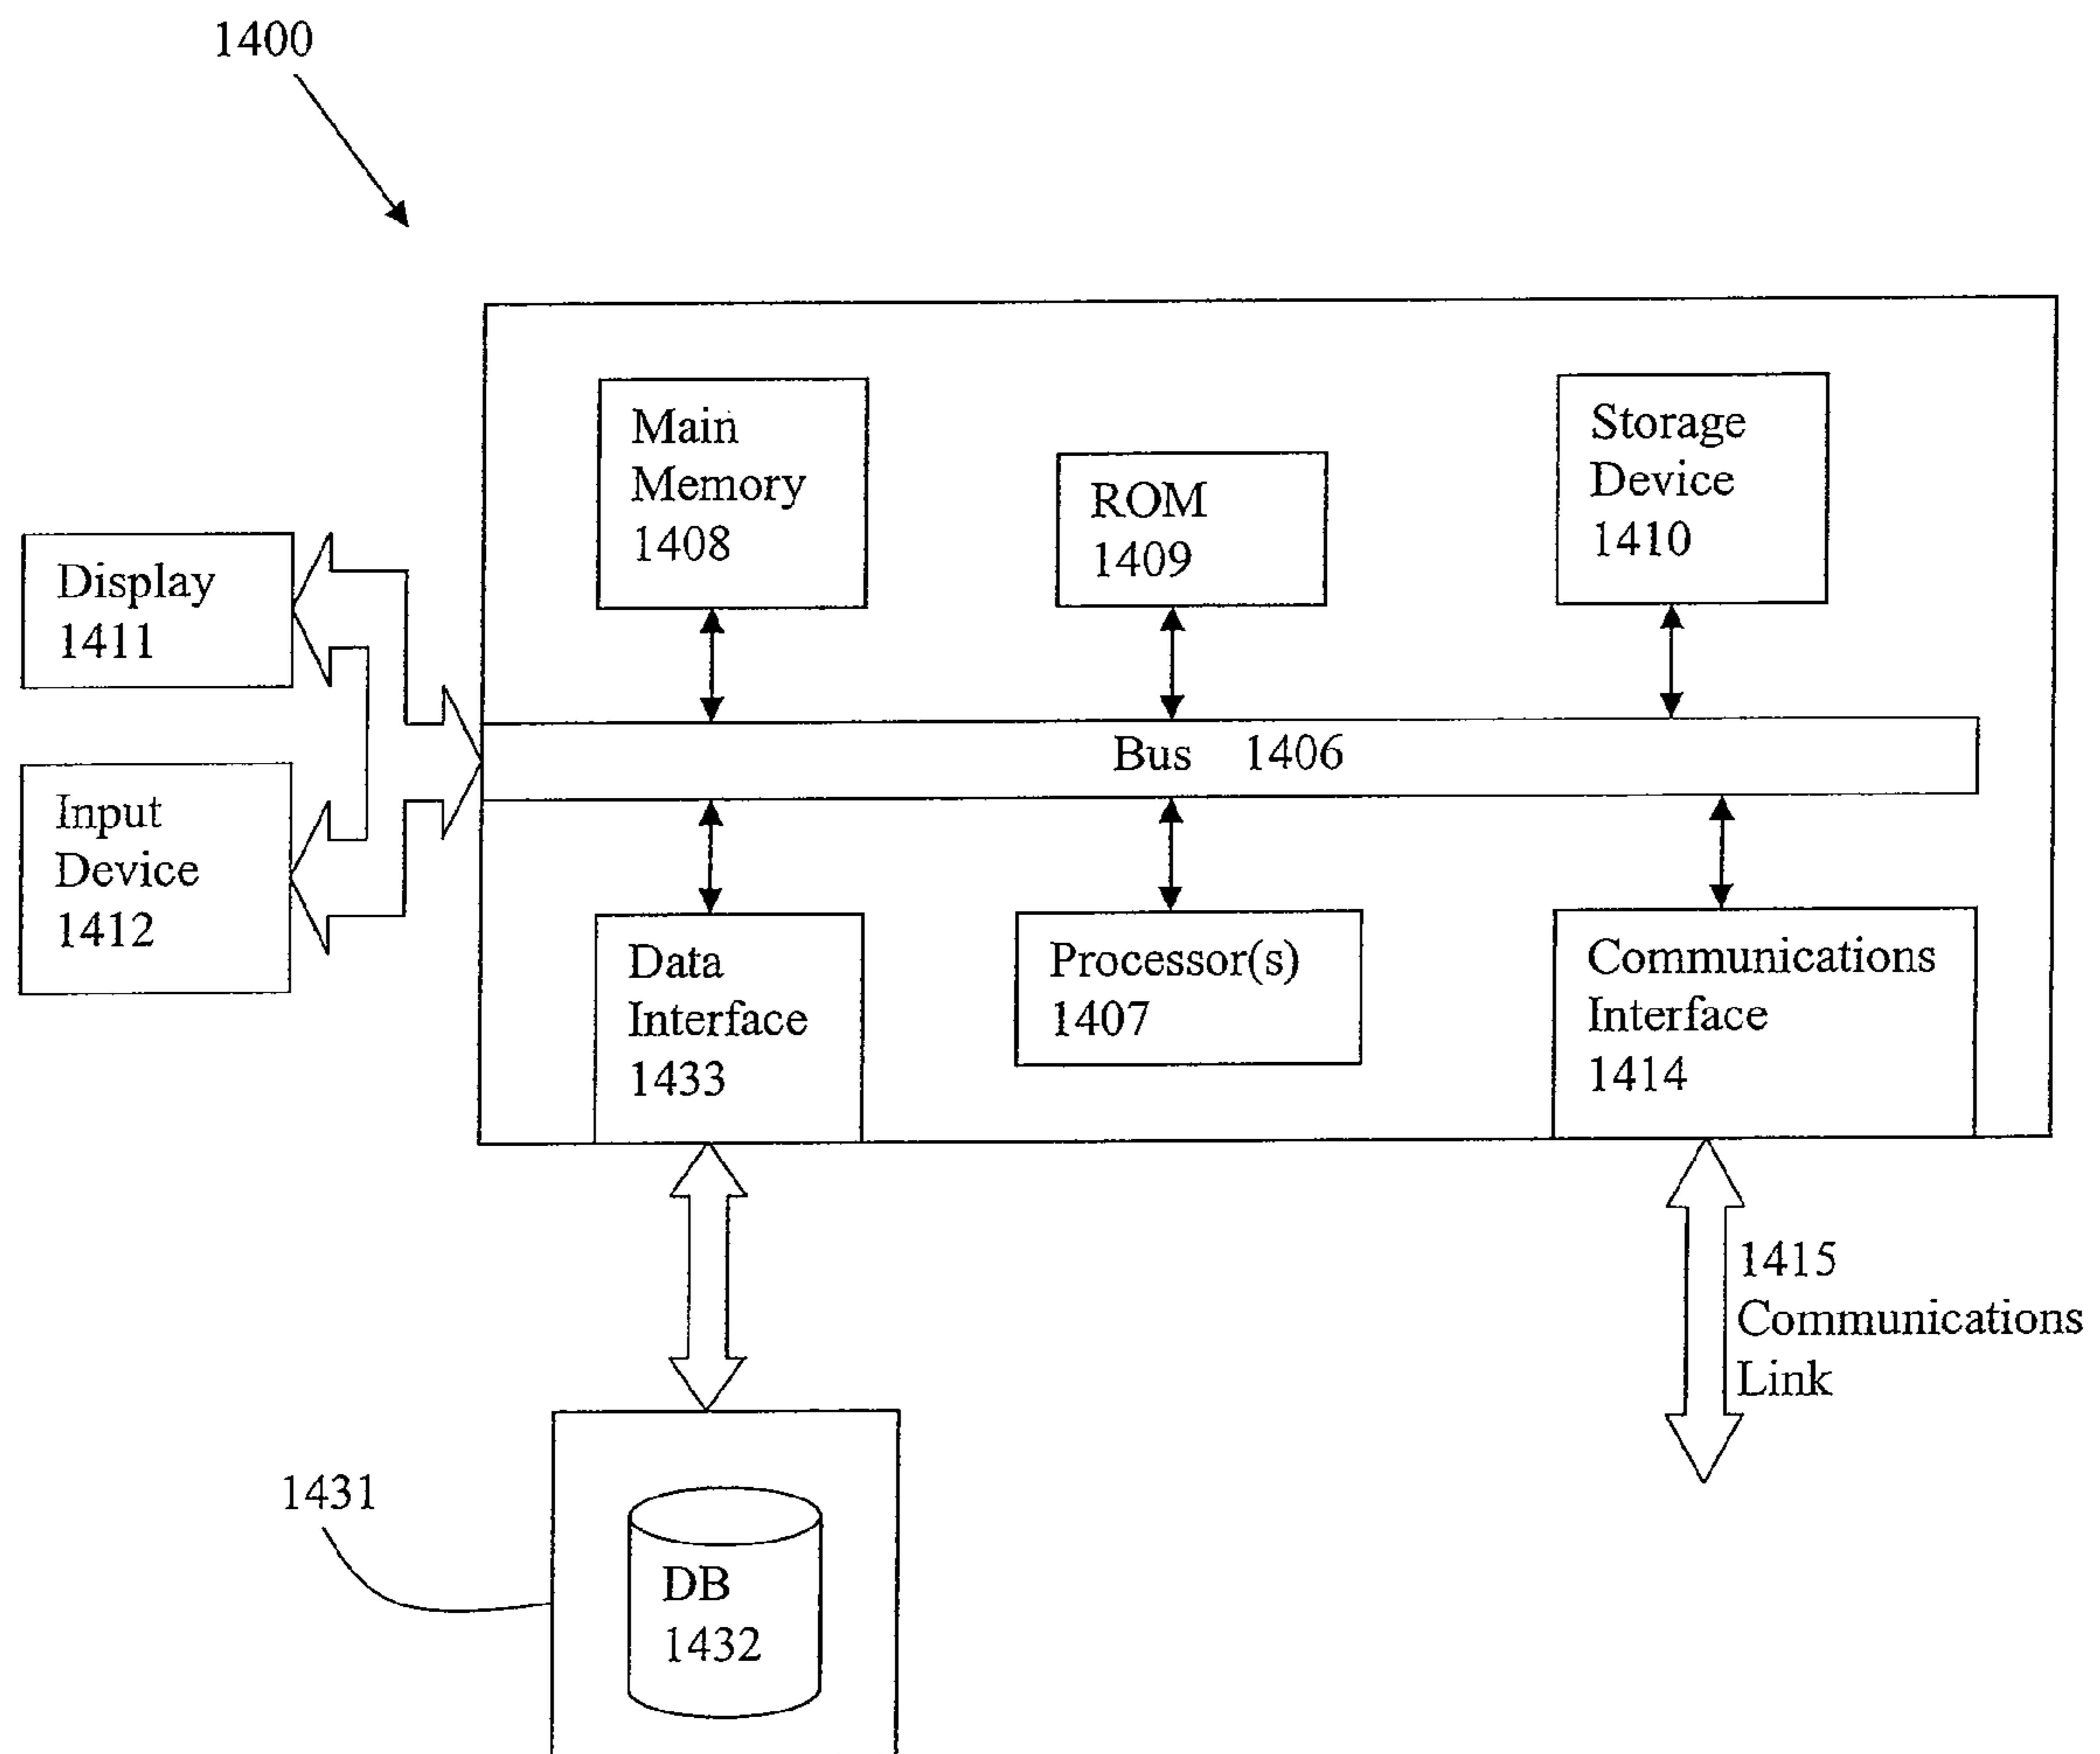 1400
Main
Memory
1408
ROM
1409
Storage
Device
1410
Display
1411
Bus 1406
Input
Device
1412
Data
Interface
1433
Processor(s)
1407
Communications
Interface
1414
1415
Communications
Link
1431
DB
1432